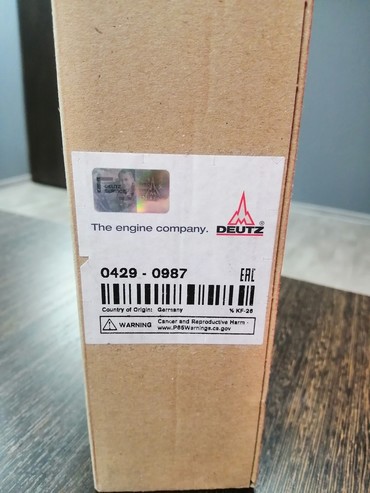 The engine company. DEUTZ®
0429 - 0987 EAC
Country of Origin: Germany % KF-26
WARNING Cancer and Reproductive Harm -
www.P65Warnings.ca.gov